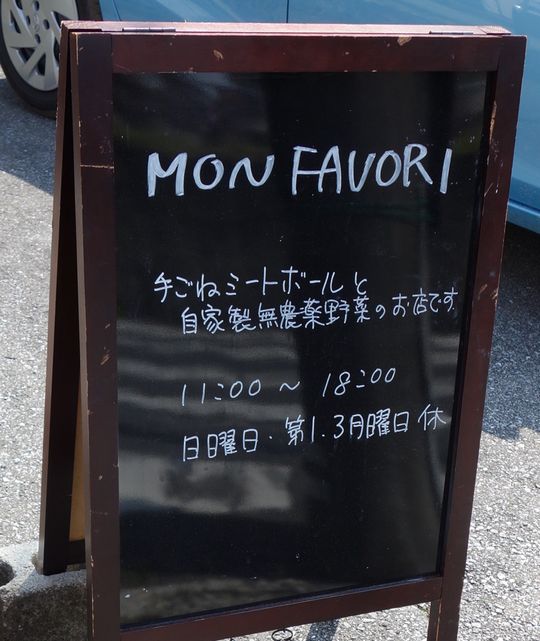 MON FAVORI
手ごねミートボールと
自家製無農薬野菜のお店です
11:00 ～ 18:00
日曜日・第1.3月曜日 休